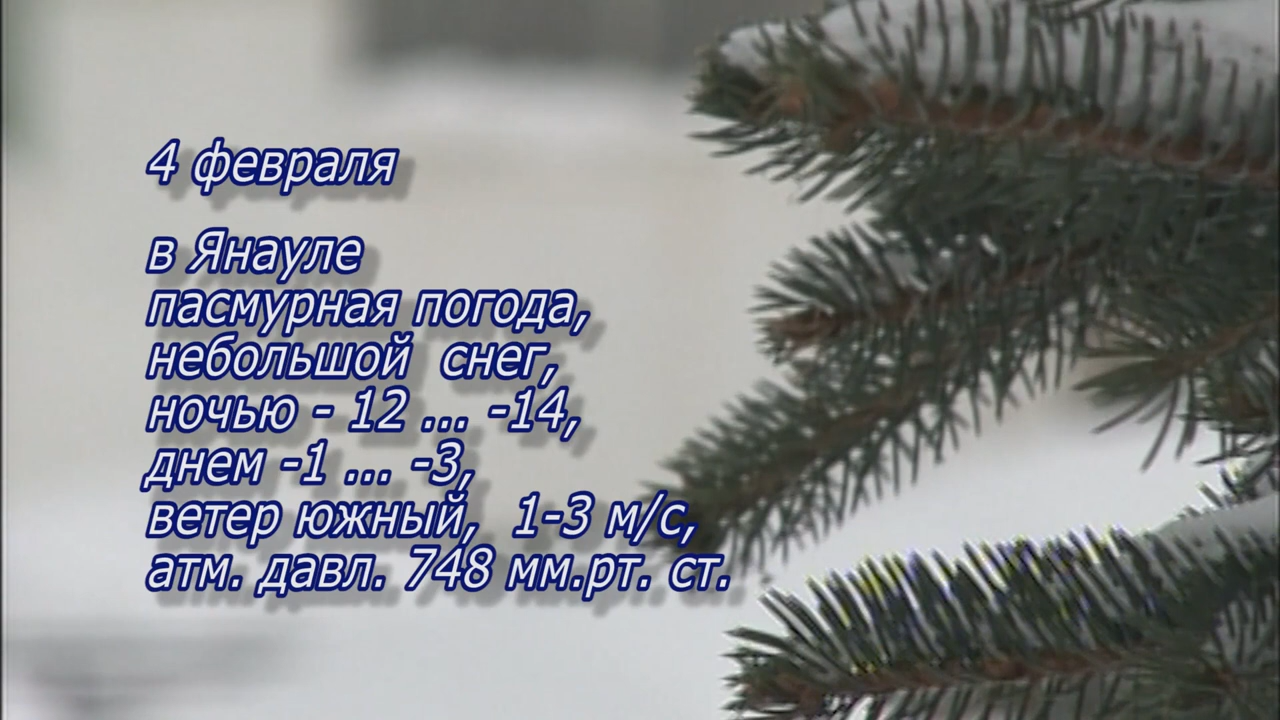 4 февраля
в Янауле
пасмурная погода,
небольшой  снег,
ночью - 12 ... -14,
днем -1 ... -3,
ветер южный,  1-3 м/с,
атм. давл. 748 мм.рт. ст.